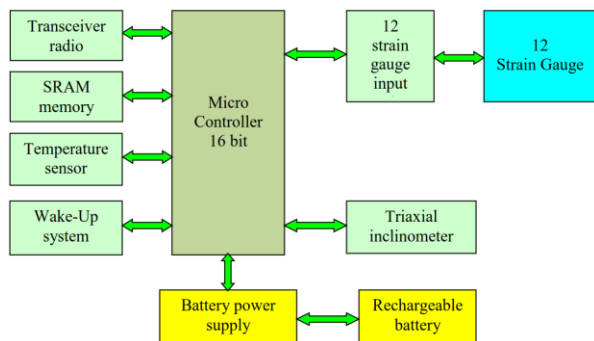 Transceiver
radio
SRAM
memory
Temperature
sensor
Wake-Up
system
Micro
Controller
16 bit
12
strain
gauge
input
12
Strain Gauge
Triaxial
inclinometer
Battery power
supply
Rechargeable
battery